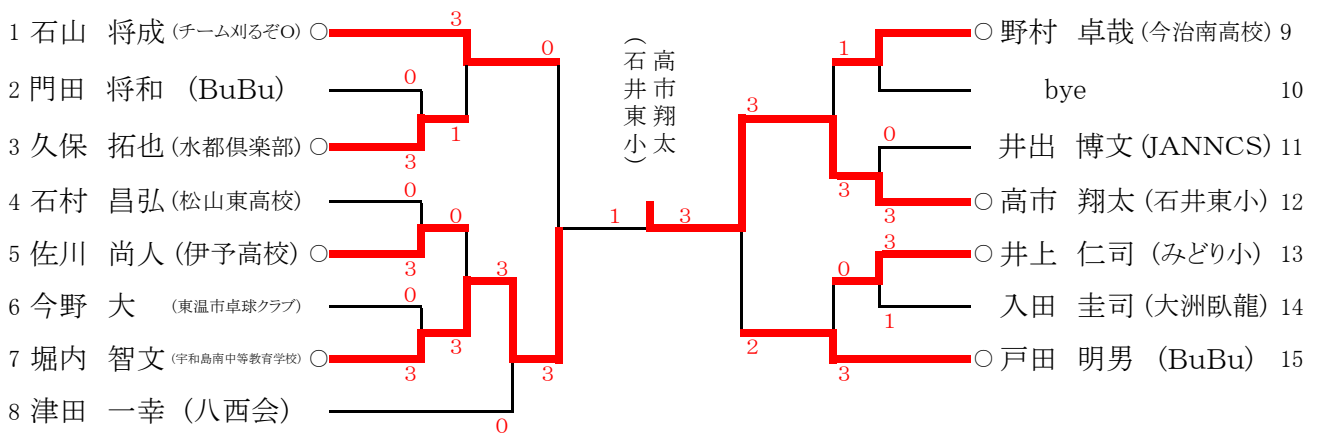 1 石山 将成 (チーム刈るぞO) ○
2 門田 将和 (BuBu)
3 久保 拓也 (水都倶楽部) ○
4 石村 昌弘 (松山東高校)
5 佐川 尚人 (伊予高校) ○
6 今野 大 (東温市卓球クラブ)
7 堀内 智文 (宇和島南中等教育学校) ○
8 津田 一幸 (八西会)
3
0
0
1
3
0
0
3
3
0
3
3
3
0
高市翔太
(石井東小)
1
3
1
3
0
3
3
3
0
1
2
3
○ 野村 卓哉 (今治南高校) 9
bye 10
井出 博文 (JANNCS) 11
○ 高市 翔太 (石井東小) 12
○ 井上 仁司 (みどり小) 13
入田 圭司 (大洲臥龍) 14
○ 戸田 明男 (BuBu) 15